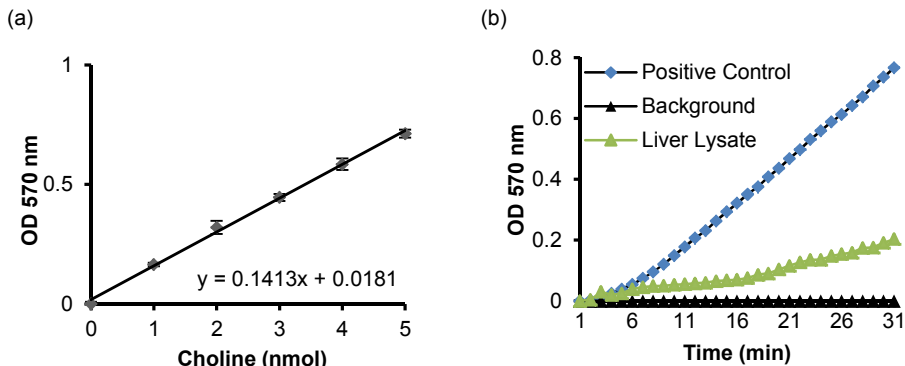 (a)
1
0.5
0
0 1 2 3 4 5
OD 570 nm
Choline (nmol)
y = 0.1413x + 0.0181
(b)
0.8
0.6
0.4
0.2
0
1 6 11 16 21 26 31
OD 570 nm
Time (min)
Positive Control
Background
Liver Lysate